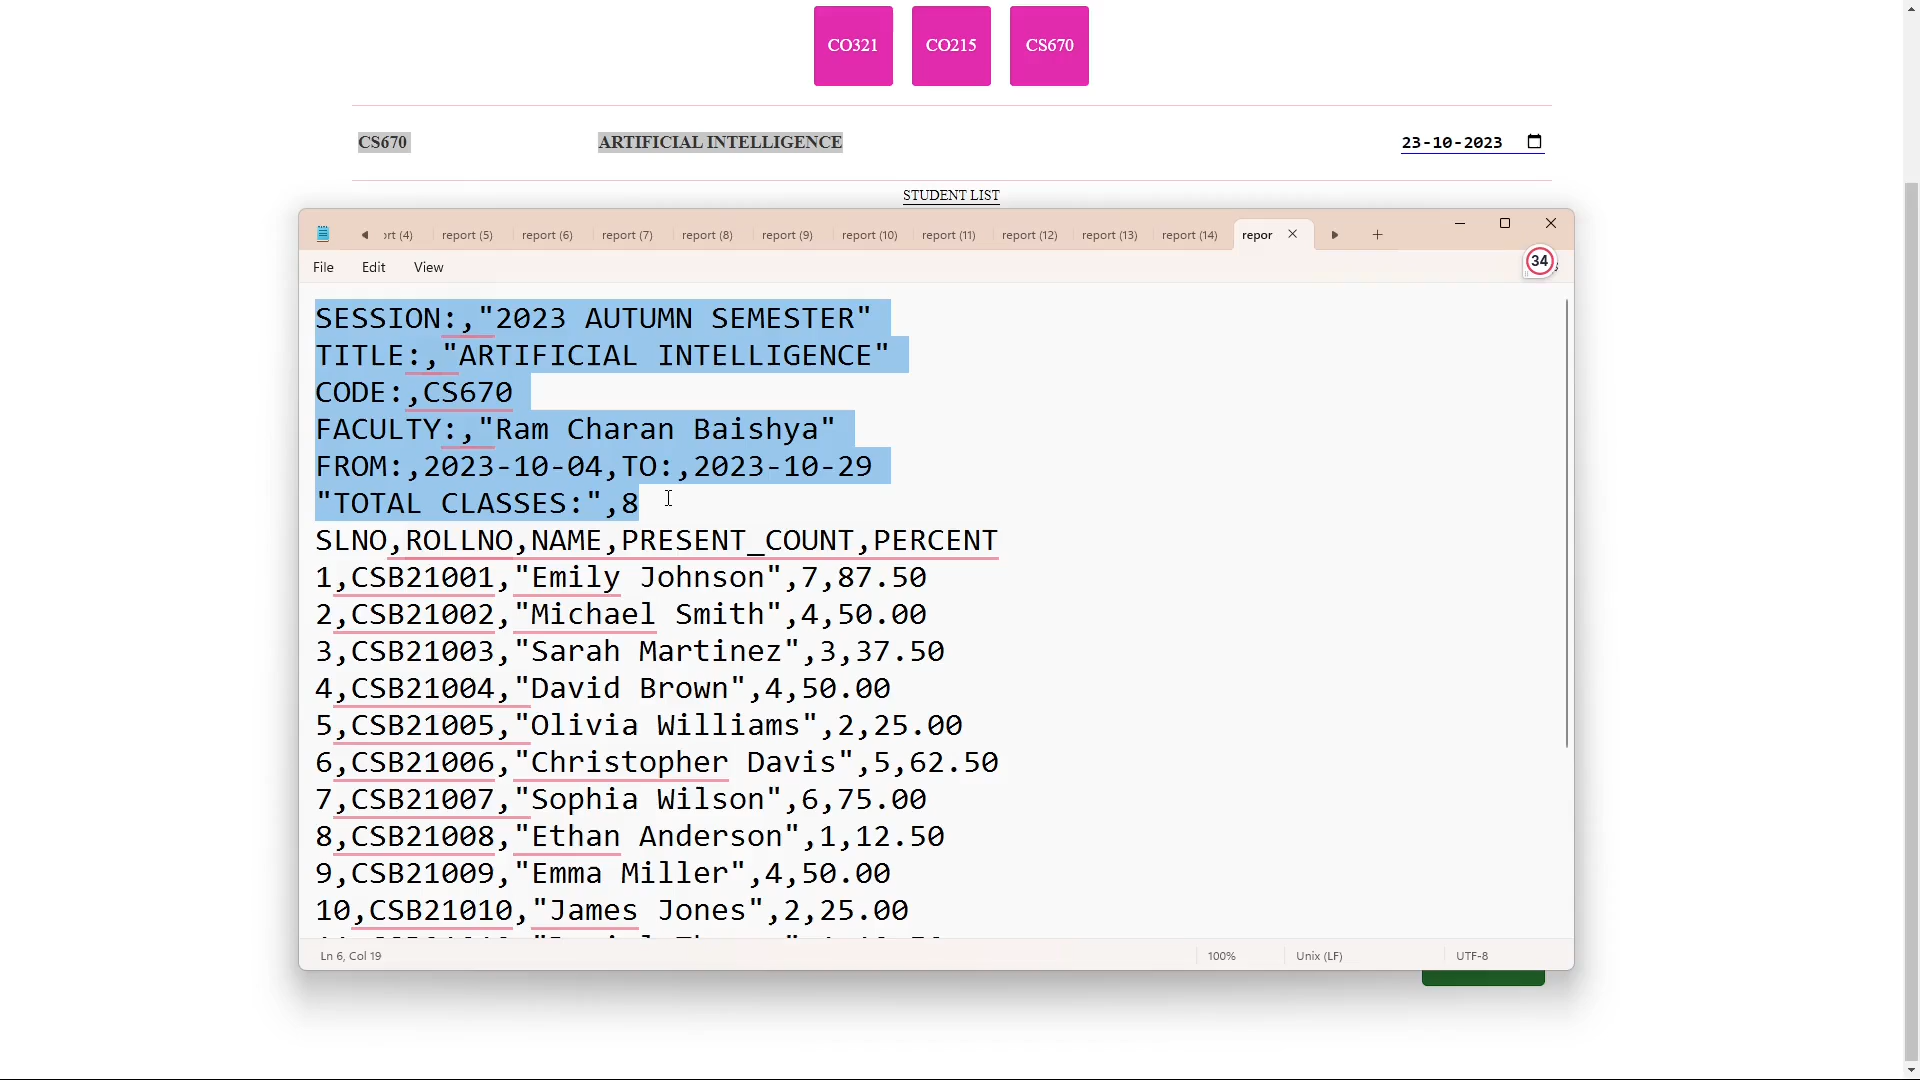 CO321
CO215
CS670
CS670
ARTIFICIAL INTELLIGENCE
23-10-2023
STUDENT LIST
rt (4)
report (5)
report (6)
report (7)
report (8)
report (9)
report (10)
report (11)
report (12)
report (13)
report (14)
repor
File
Edit
View
34
SESSION:,"2023 AUTUMN SEMESTER"
TITLE:,"ARTIFICIAL INTELLIGENCE"
CODE:,CS670
FACULTY:,"Ram Charan Baishya"
FROM:,2023-10-04,TO:,2023-10-29
"TOTAL CLASSES:",8
SLNO,ROLLNO,NAME,PRESENT_COUNT,PERCENT
1,CSB21001,"Emily Johnson",7,87.50
2,CSB21002,"Michael Smith",4,50.00
3,CSB21003,"Sarah Martinez",3,37.50
4,CSB21004,"David Brown",4,50.00
5,CSB21005,"Olivia Williams",2,25.00
6,CSB21006,"Christopher Davis",5,62.50
7,CSB21007,"Sophia Wilson",6,75.00
8,CSB21008,"Ethan Anderson",1,12.50
9,CSB21009,"Emma Miller",4,50.00
10,CSB21010,"James Jones",2,25.00
Ln 6, Col 19
100%
Unix (LF)
UTF-8